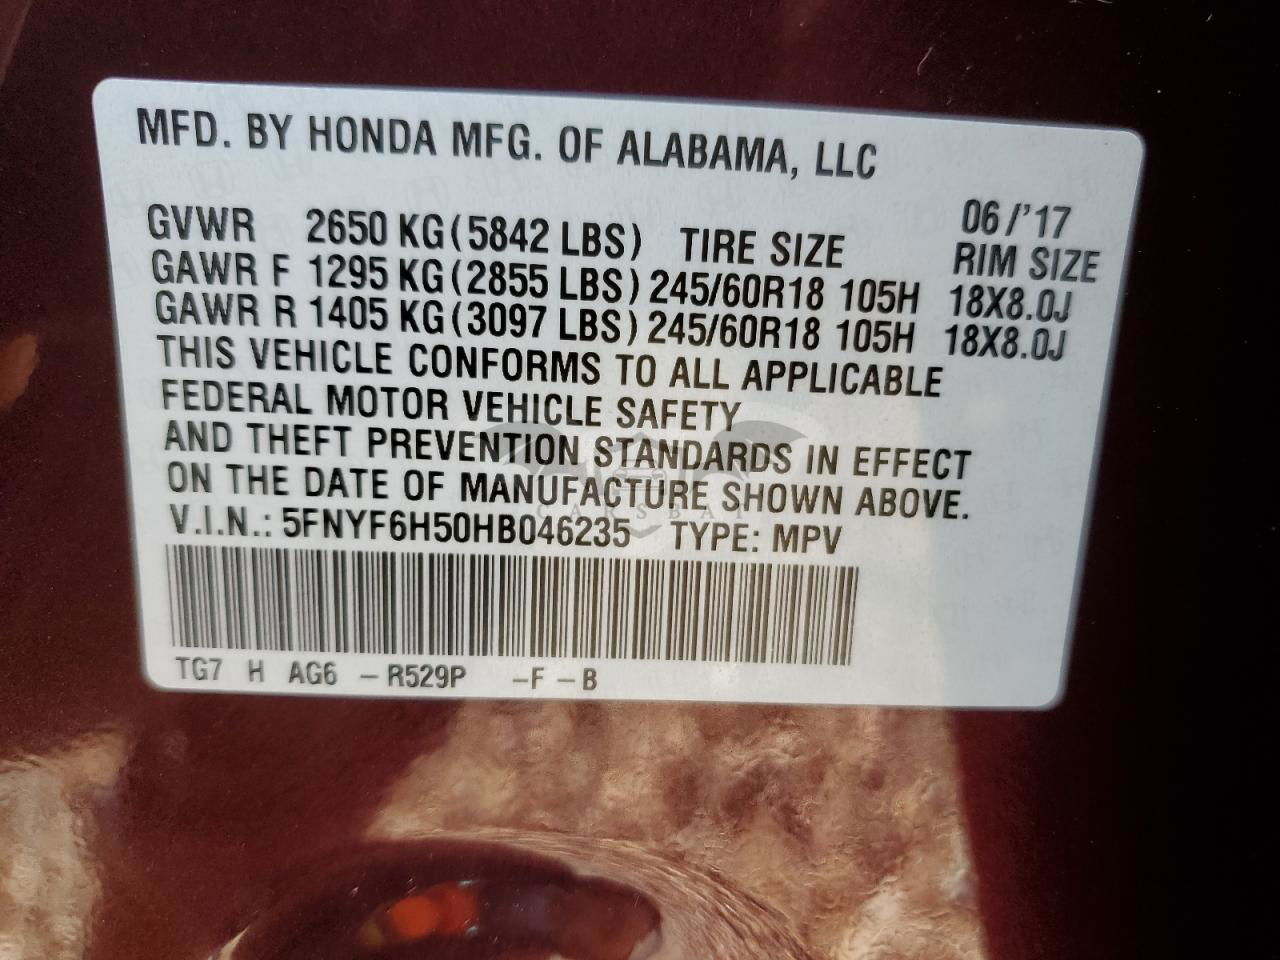 MFD. BY HONDA MFG. OF ALABAMA, LLC
06/'17
GVWR 2650 KG (5842 LBS) TIRE SIZE RIM SIZE
GAWR F 1295 KG (2855 LBS) 245/60R18 105H 18X8.0J
GAWR R 1405 KG (3097 LBS) 245/60R18 105H 18X8.0J
THIS VEHICLE CONFORMS TO ALL APPLICABLE
FEDERAL MOTOR VEHICLE SAFETY
AND THEFT PREVENTION STANDARDS IN EFFECT
ON THE DATE OF MANUFACTURE SHOWN ABOVE.
CARSBAT
V.I.N.: 5FNYF6H50HB046235 TYPE: MPV
TG7 H AG6 – R529P –F – B